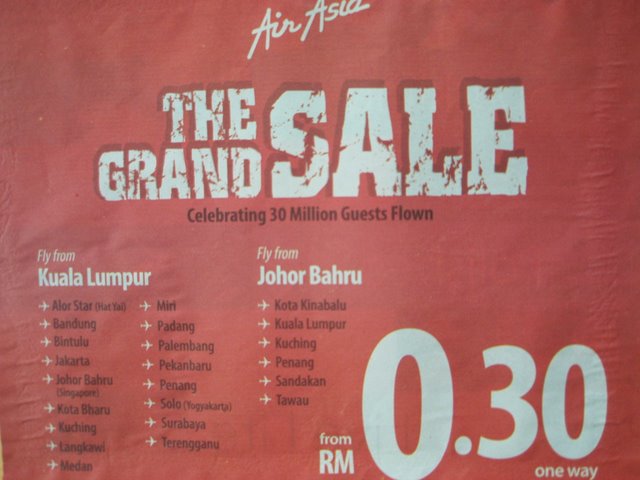 Air Asia
THE GRAND SALE
Celebrating 30 Million Guests Flown
Fly from
Kuala Lumpur
Alor Star (Hat Yai)
Bandung
Bintulu
Jakarta
Johor Bahru
(Singapore)
Kota Bharu
Kuching
Langkawi
Medan
Miri
Padang
Palembang
Pekanbaru
Penang
Solo (Yogyakarta)
Surabaya
Terengganu
Fly from
Johor Bahru
Kota Kinabalu
Kuala Lumpur
Kuching
Penang
Sandakan
Tawau
from
RM 0.30
one way